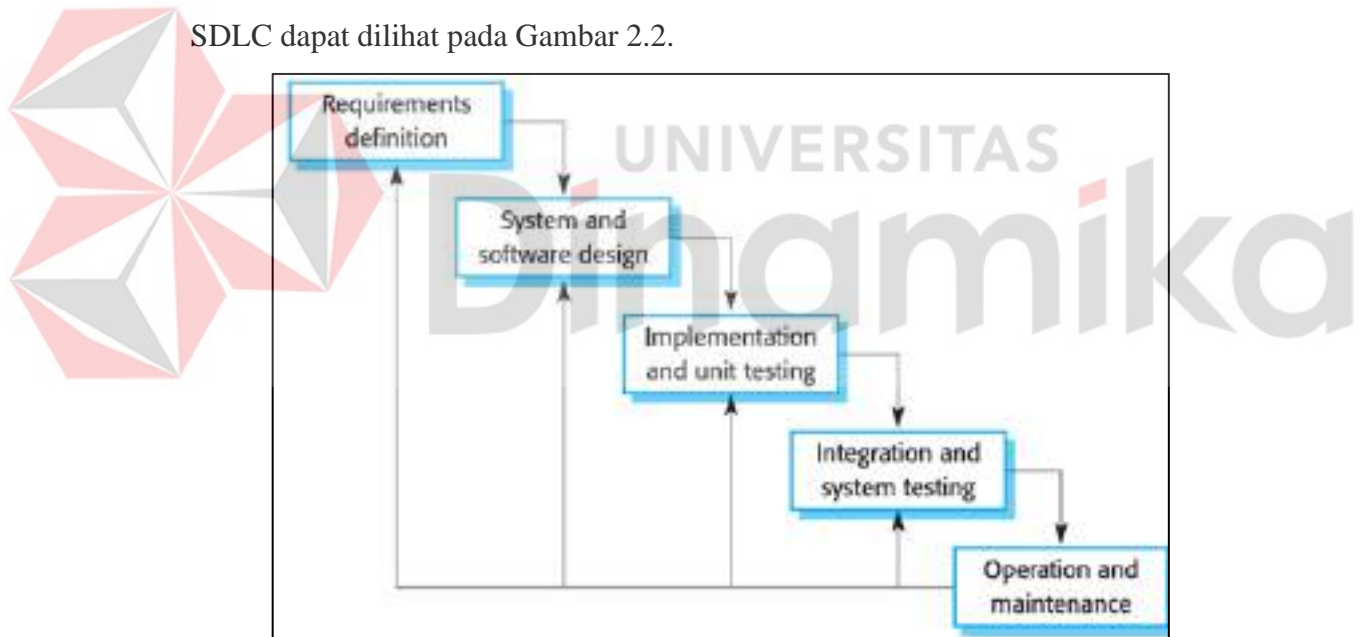 SDLC dapat dilihat pada Gambar 2.2.
UNIVERSITAS
Dinamika
Requirements
definition
System and
software design
Implementation
and unit testing
Integration and
system testing
Operation and
maintenance